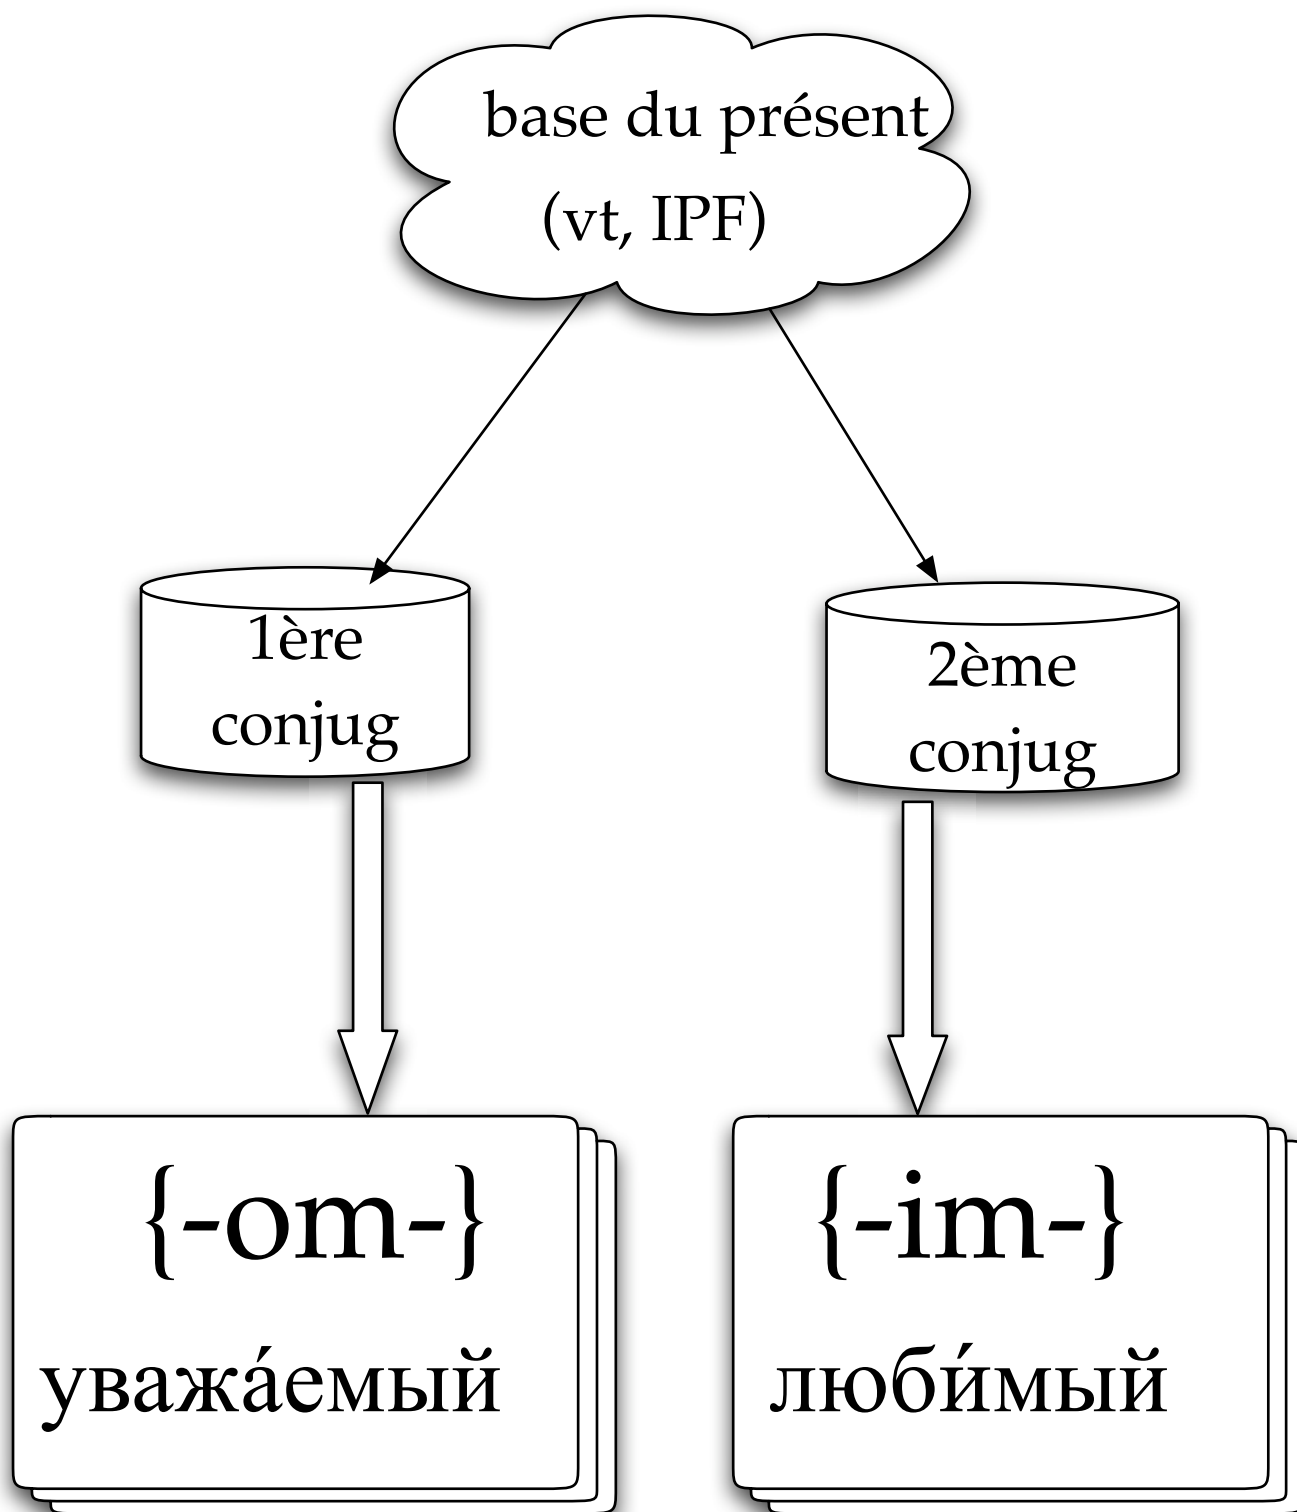 base du présent
(vt, IPF)
1ère
conjug
2ème
conjug
{-om-}
уважа́емый
{-im-}
люби́мый